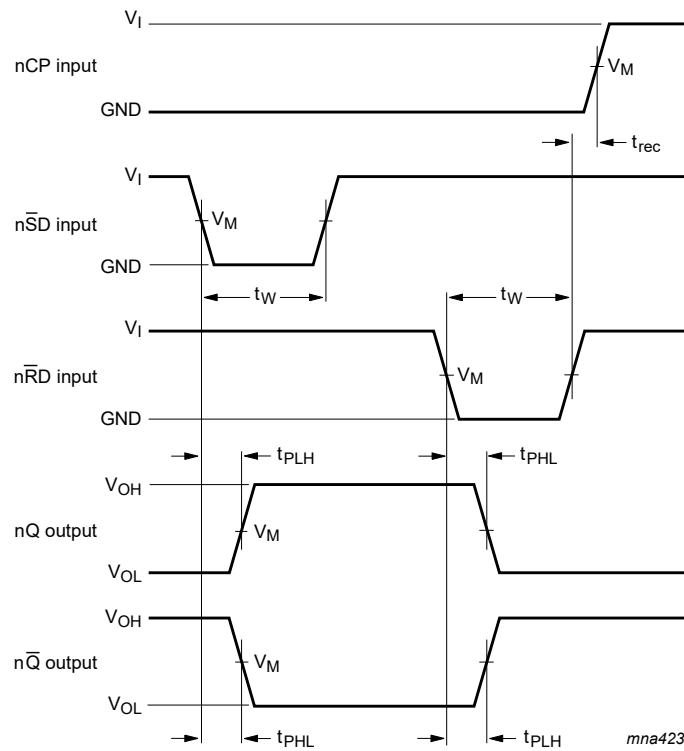 V_I
nCP input
V_M
GND
t_rec
V_I
nS̅D input
V_M
GND
t_W
t_W
V_I
nR̅D input
V_M
GND
t_PLH
t_PHL
V_OH
nQ output
V_M
V_OL
V_OH
nQ̅ output
V_M
V_OL
t_PHL
t_PLH
mna423